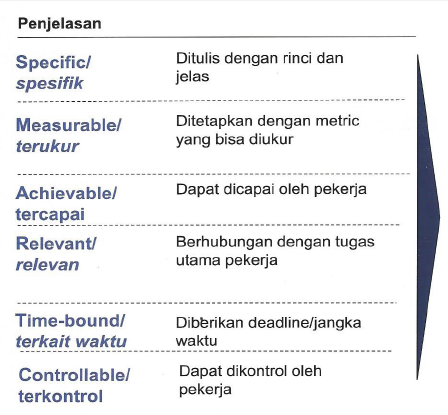 Penjelasan
Specific/
spesifik
Ditulis dengan rinci dan
jelas
Measurable/
terukur
Ditetapkan dengan metric
yang bisa diukur
Achievable/
tercapai
Dapat dicapai oleh pekerja
Relevant/
relevan
Berhubungan dengan tugas
utama pekerja
Time-bound/
terkait waktu
Diberikan deadline/jangka
waktu
Controllable/
terkontrol
Dapat dikontrol oleh
pekerja